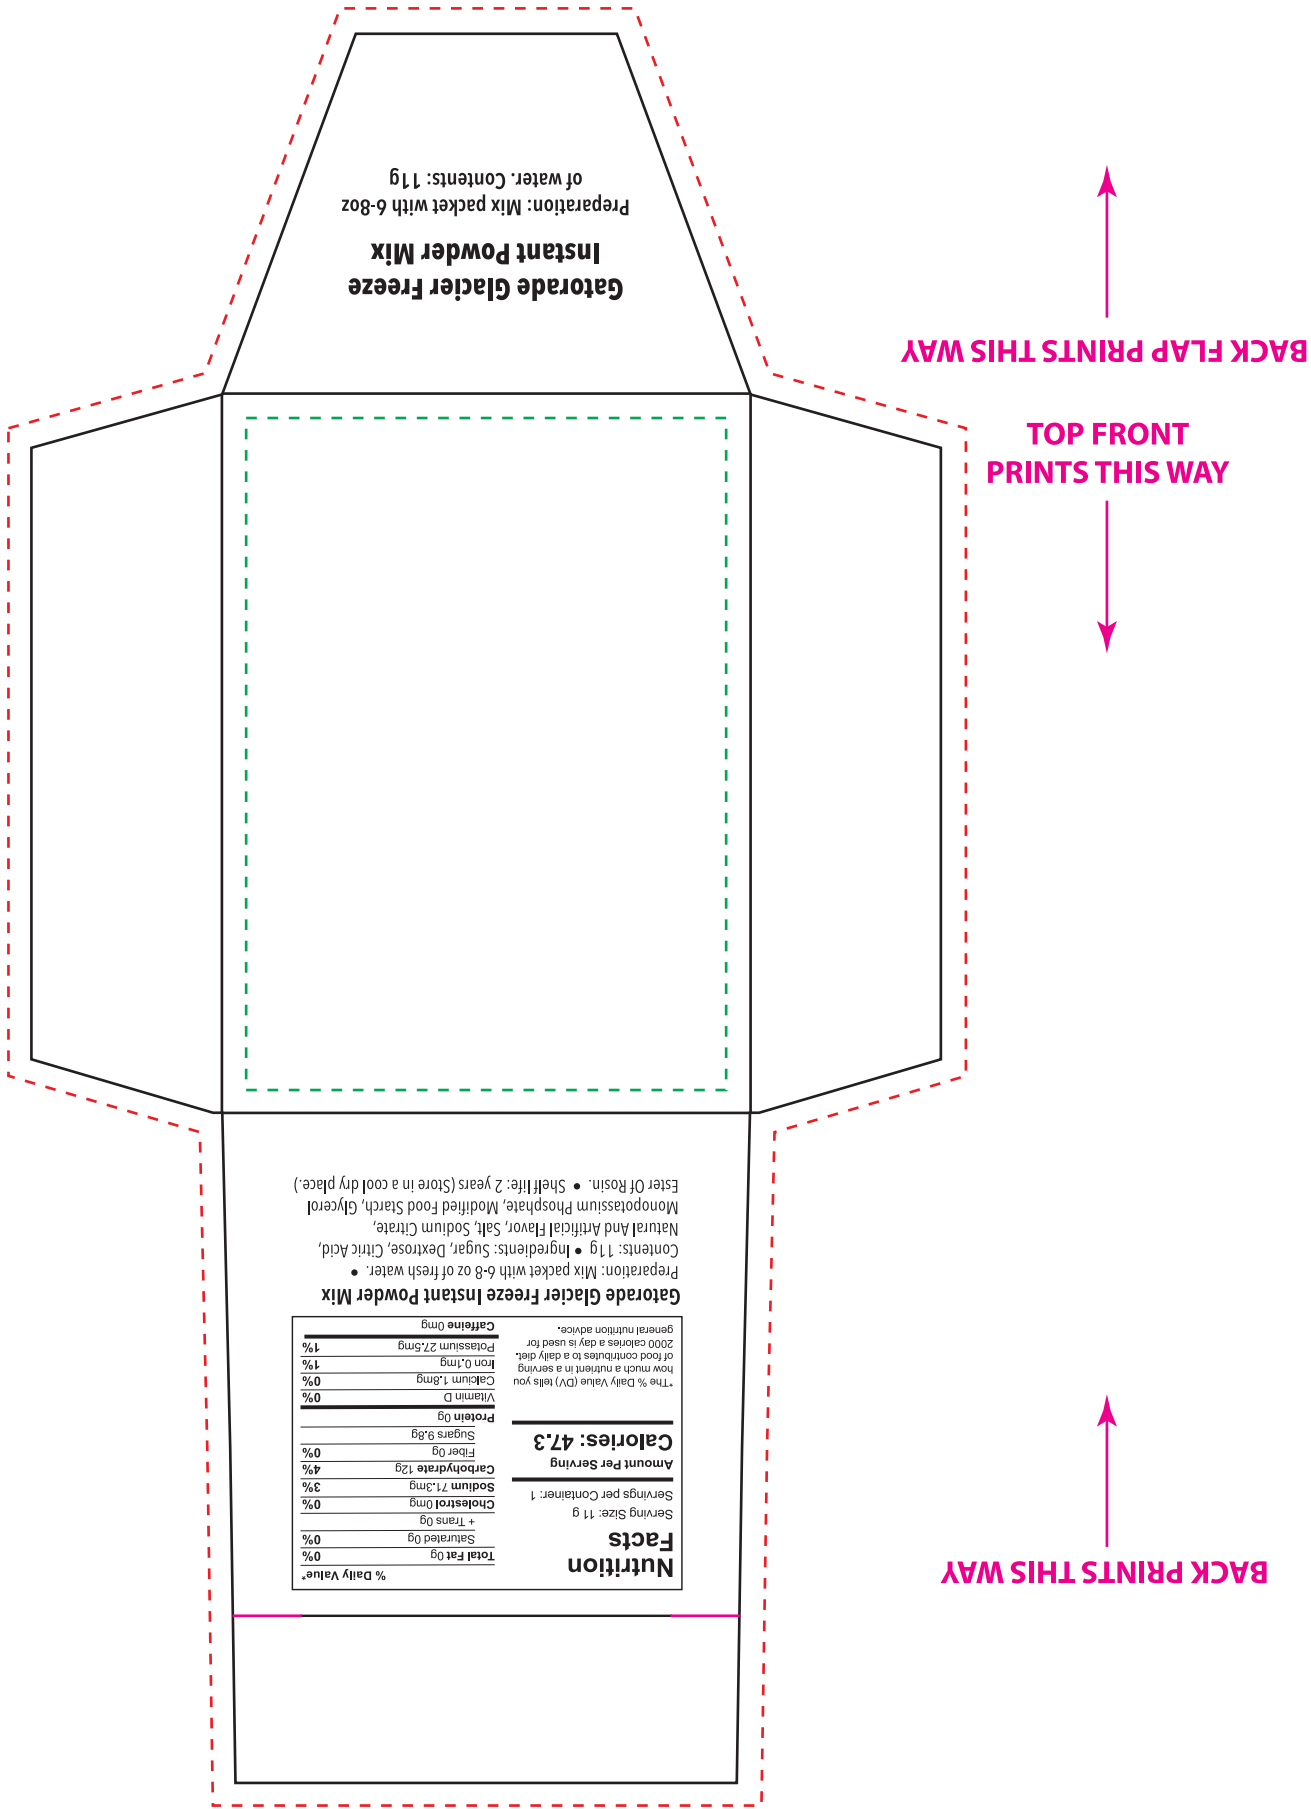 Gatorade Glacier Freeze
Instant Powder Mix
Preparation: Mix packet with 6-8oz
of water. Contents: 11g
BACK FLAP PRINTS THIS WAY
TOP FRONT
PRINTS THIS WAY
BACK PRINTS THIS WAY
Nutrition
Facts
Serving Size: 11 g
Servings per Container: 1
Amount Per Serving
Calories: 47.3
*The % Daily Value (DV) tells you
how much a nutrient in a serving
of food contributes to a daily diet.
2000 calories a day is used for
general nutrition advice.
% Daily Value*
Total Fat 0g 0%
Saturated 0g 0%
+ Trans 0g
Cholestrol 0mg 0%
Sodium 71.3mg 3%
Carbohydrate 12g 4%
Fiber 0g 0%
Sugars 9.8g
Protein 0g
Vitamin D 0%
Calcium 1.8mg 0%
Iron 0.1mg 1%
Potassium 27.5mg 1%
Caffeine 0mg
Gatorade Glacier Freeze Instant Powder Mix
Preparation: Mix packet with 6-8 oz of fresh water. •
Contents: 11g • Ingredients: Sugar, Dextrose, Citric Acid,
Natural And Artificial Flavor, Salt, Sodium Citrate,
Monopotassium Phosphate, Modified Food Starch, Glycerol
Ester Of Rosin. • Shelf life: 2 years (Store in a cool dry place.)